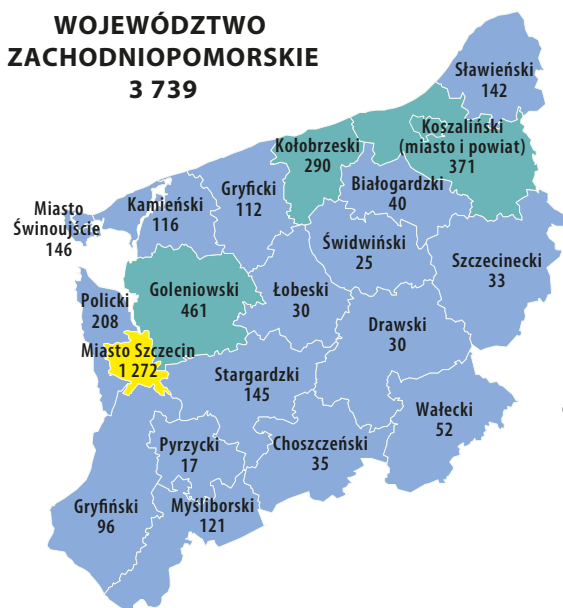 WOJEWÓDZTWO
ZACHODNIOPOMORSKIE
3 739
Sławieński
142
Koszaliński
(miasto i powiat)
371
Kołobrzeski
290
Białogardzki
40
Gryficki
112
Kamieński
116
Miasto
Świnoujście
146
Świdwiński
25
Szczecinecki
33
Goleniowski
461
Łobeski
30
Policki
208
Drawski
30
Miasto Szczecin
1 272
Stargardzki
145
Wałecki
52
Choszczeński
35
Pyrzycki
17
Gryfiński
96
Myśliborski
121